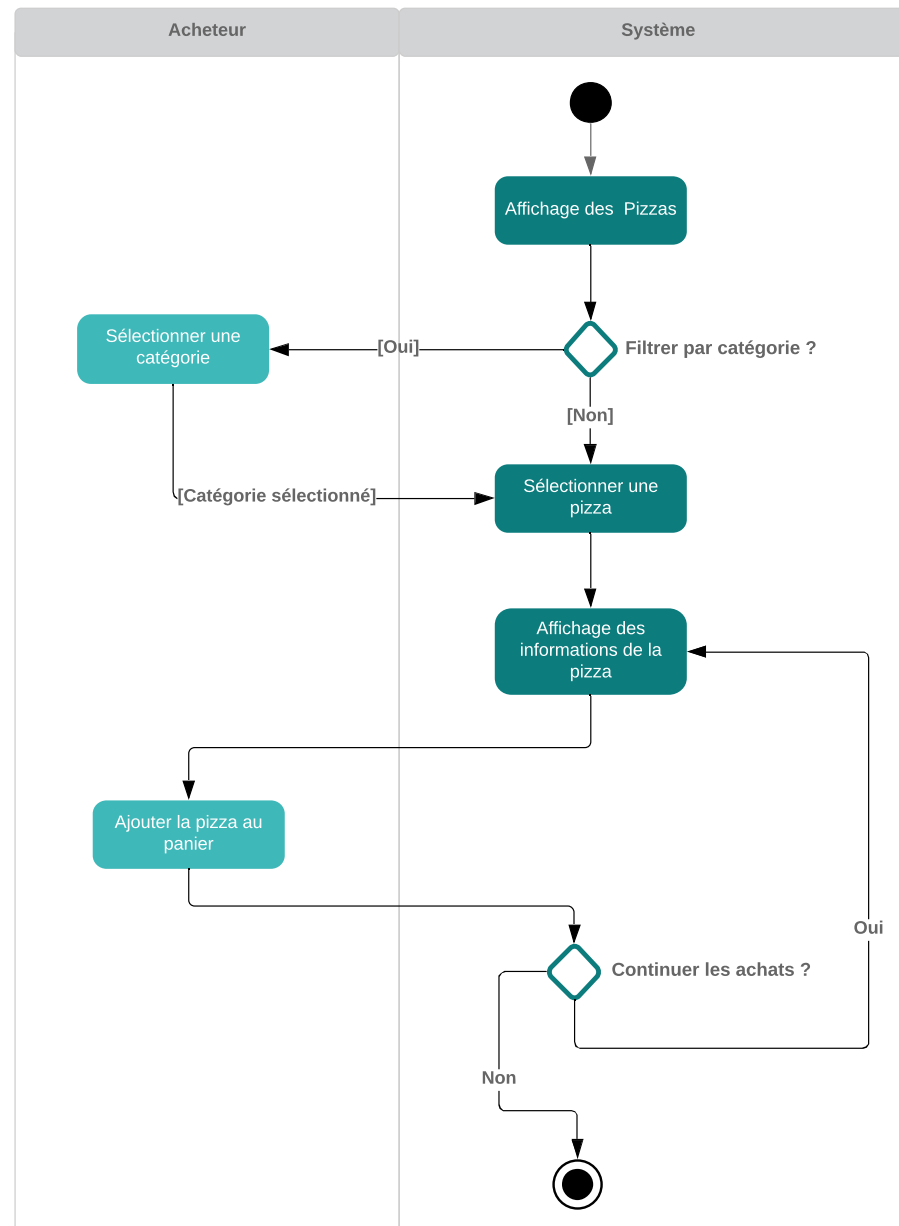 Acheteur
Système
Affichage des  Pizzas
Sélectionner une
catégorie
[Oui]
Filtrer par catégorie ?
[Non]
[Catégorie sélectionné]
Sélectionner une
pizza
Affichage des
informations de la
pizza
Ajouter la pizza au
panier
Oui
Continuer les achats ?
Non